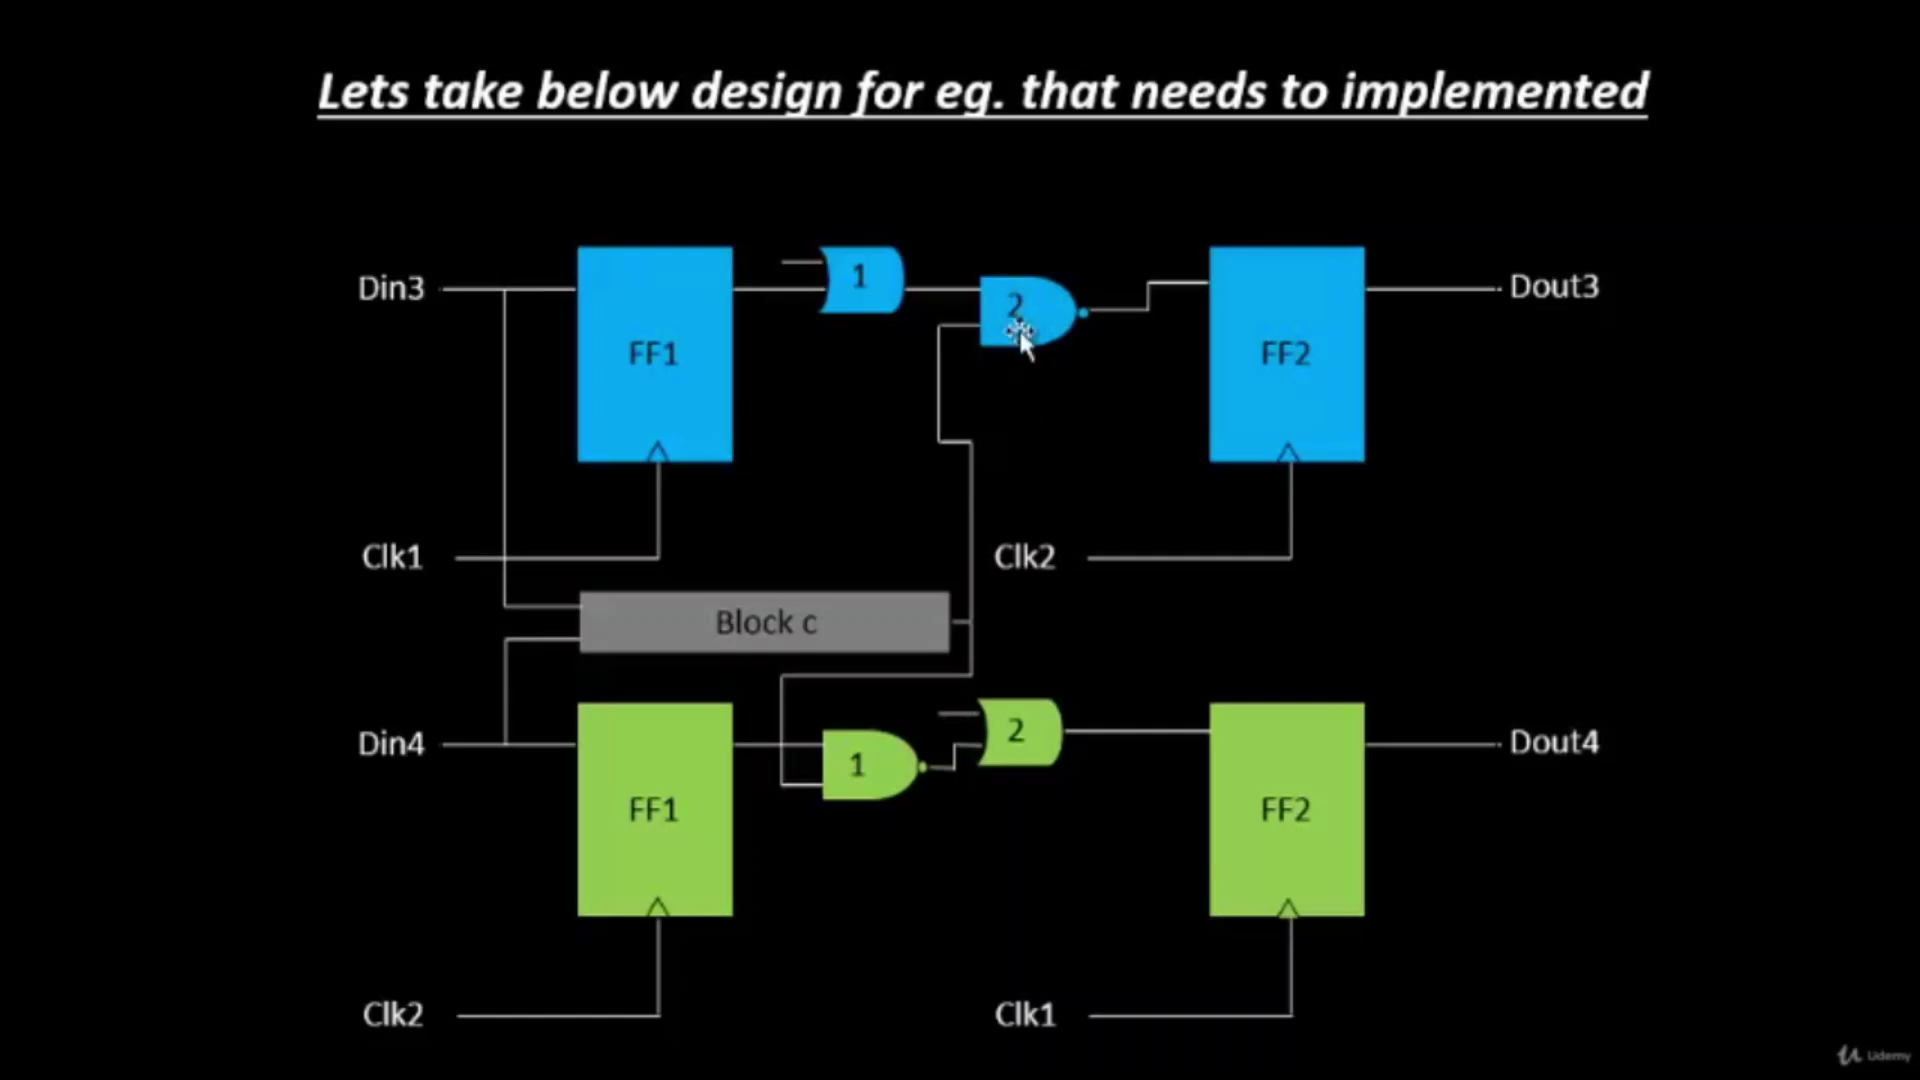 Lets take below design for eg. that needs to implemented
Din3
FF1
1
2
FF2
Dout3
Clk1
Clk2
Block c
Din4
FF1
1
2
FF2
Dout4
Clk2
Clk1
Udemy